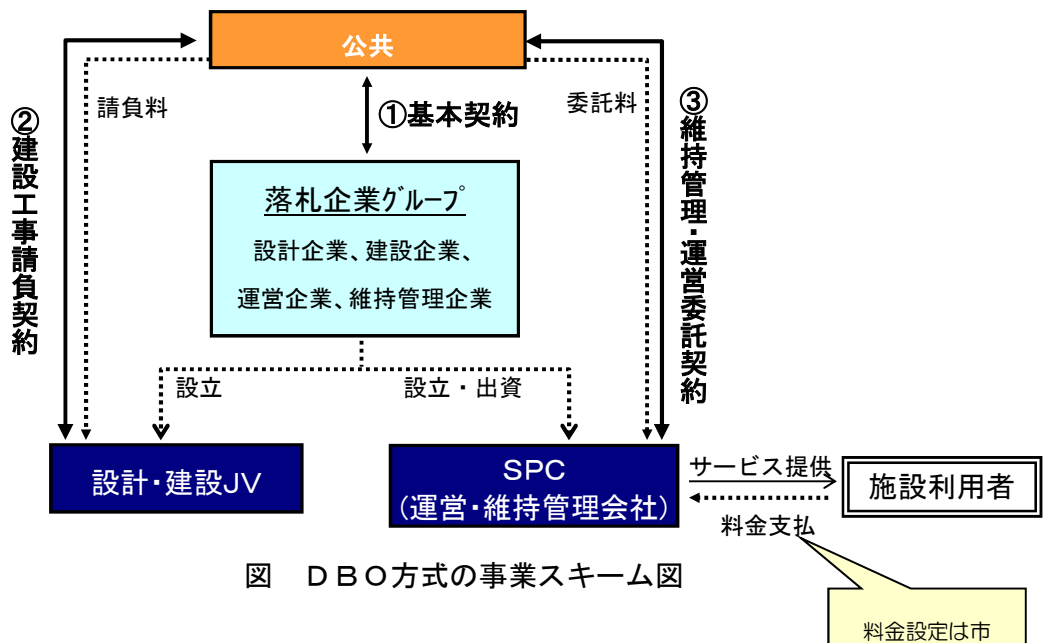 公共
請負料
①基本契約
委託料
②建設工事請負契約
③維持管理・運営委託契約
落札企業グループ
設計企業、建設企業、
運営企業、維持管理企業
設立
設立・出資
設計・建設JV
SPC
(運営・維持管理会社)
サービス提供
料金支払
施設利用者
図　DBO方式の事業スキーム図
料金設定は市